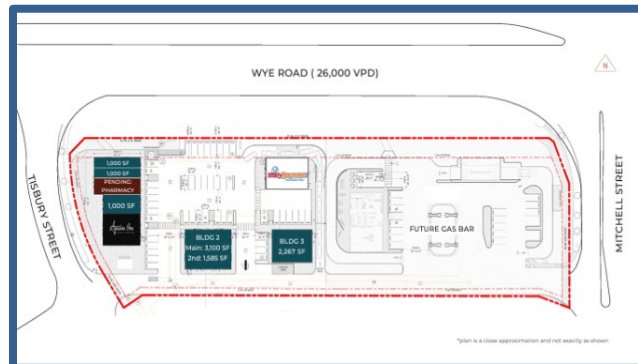 WYE ROAD ( 26,000 VPD)
N
TISBURY STREET
MITCHELL STREET
1,000 SF
1,000 SF
PENDING:
PHARMACY
1,000 SF
BLDG 2
Main: 3,100 SF
2nd: 1,585 SF
BLDG 3
2,267 SF
FUTURE GAS BAR
*plan is a close approximation and not exactly as shown